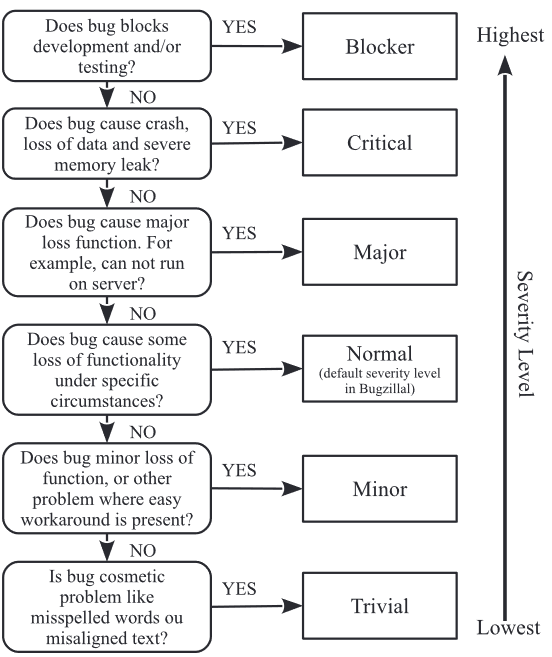 Does bug blocks
development and/or
testing?
YES
Blocker
Highest
NO
Does bug cause crash,
loss of data and severe
memory leak?
YES
Critical
NO
Does bug cause major
loss function. For
example, can not run
on server?
YES
Major
NO
Does bug cause some
loss of functionality
under specific
circumstances?
YES
Normal
(default severity level
in Bugzillal)
Severity Level
NO
Does bug minor loss of
function, or other
problem where easy
workaround is present?
YES
Minor
NO
Is bug cosmetic
problem like
misspelled words ou
misaligned text?
YES
Trivial
Lowest